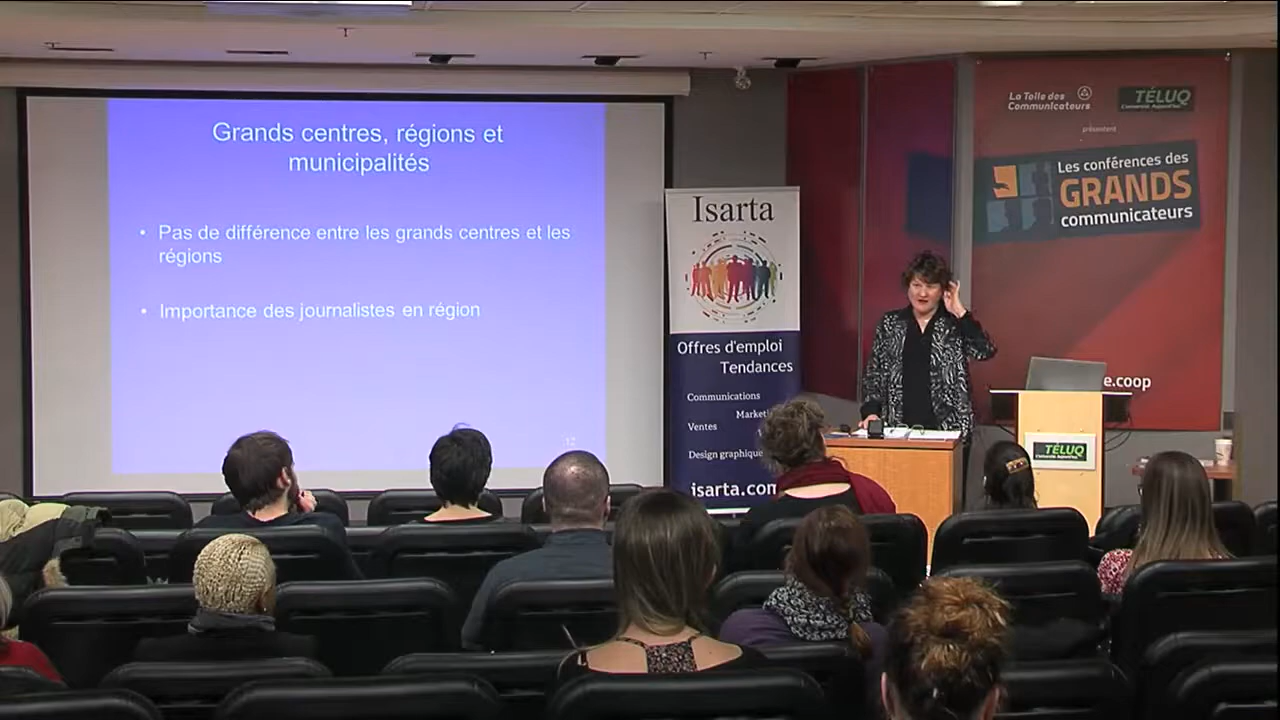 Grands centres, régions et
municipalités
• Pas de différence entre les grands centres et les
régions
• Importance des journalistes en région
12
Isarta
Offres d'emploi
Tendances
Communications
Ventes
Design graphique
isarta.com
La Toile des
Communicateurs
TÉLUQ
présentent
Les conférences des
GRANDS
communicateurs
e.coop
TÉLUQ